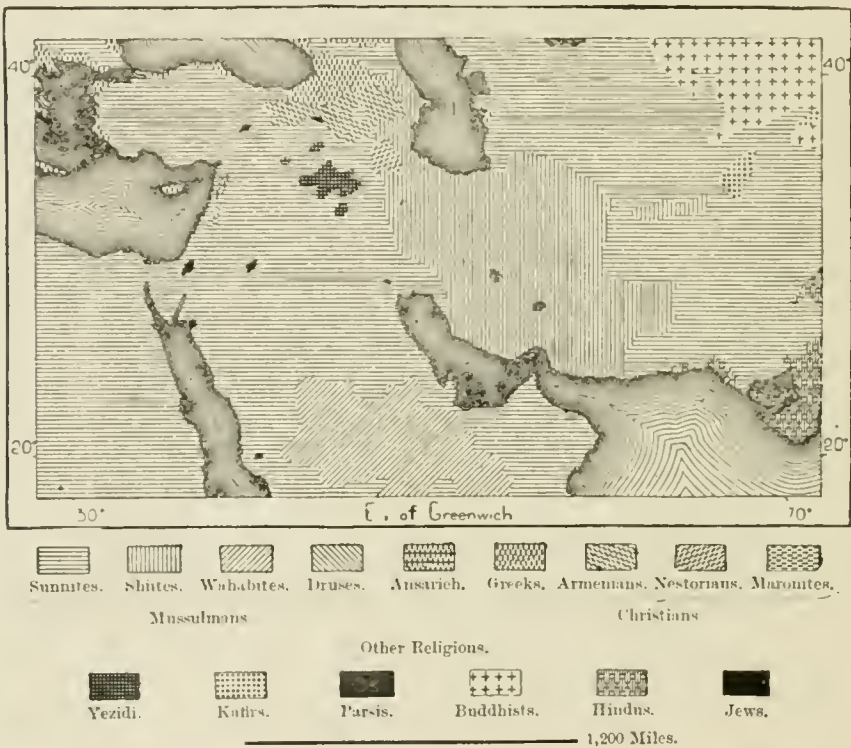 40°
40°
20°
20°
30°
E. of Greenwich
70°
Sunnites. Shiites. Wahabites. Druses. Ansarieh. Greeks. Armenians. Nestorians. Maronites.
Mussulmans
Christians
Other Religions.
Yezidi. Kafirs. Parsis. Buddhists. Hindus. Jews.
1,200 Miles.